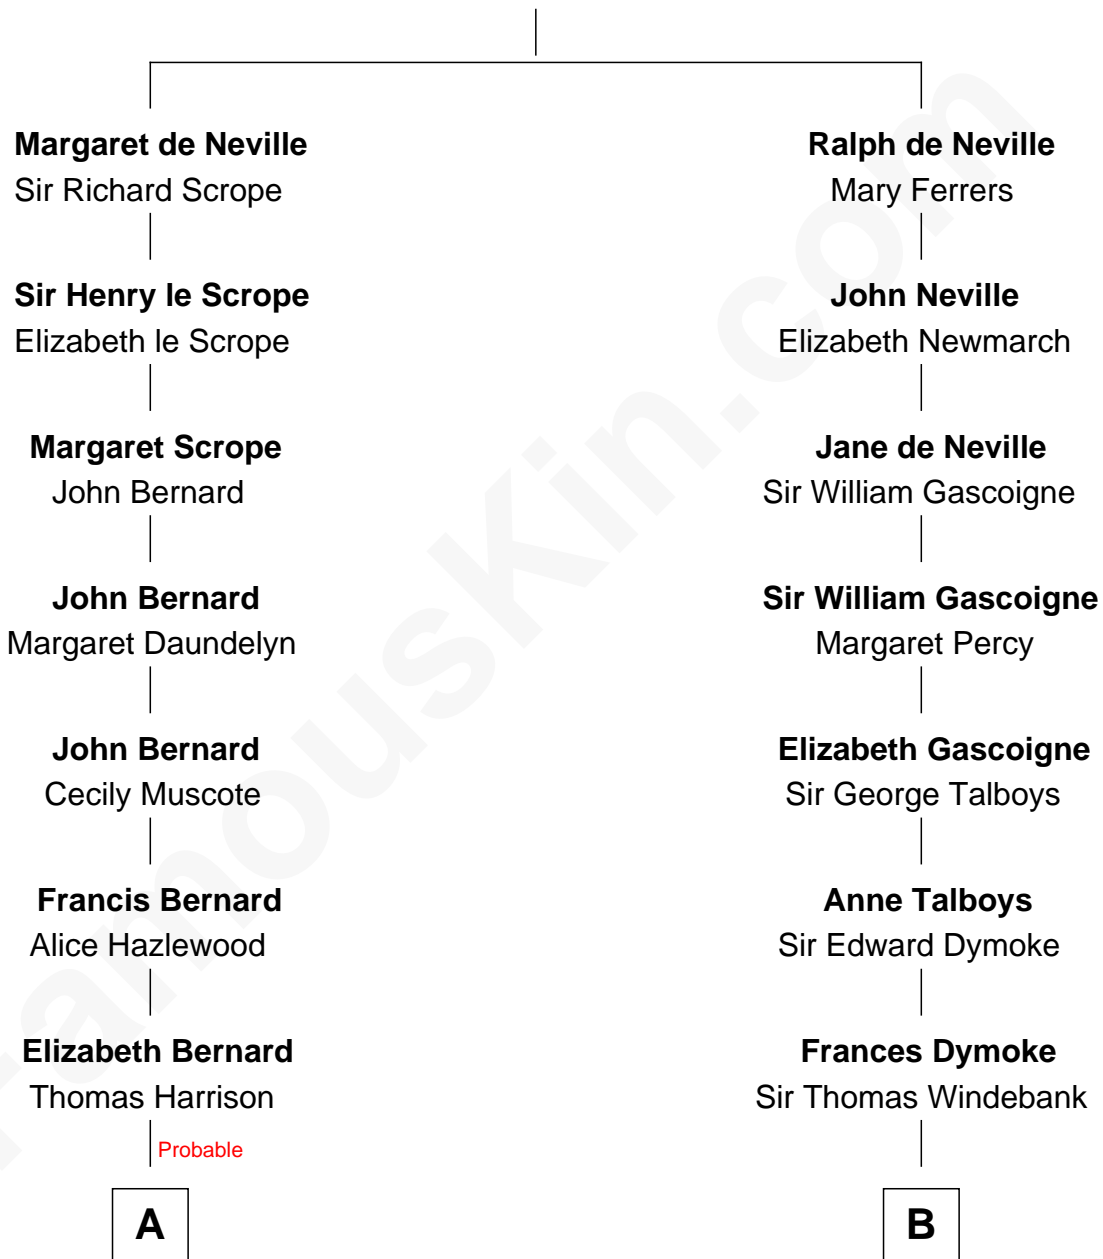 Margaret de Neville
Sir Richard Scrope
Ralph de Neville
Mary Ferrers
Sir Henry le Scrope
Elizabeth le Scrope
John Neville
Elizabeth Newmarch
Margaret Scrope
John Bernard
Jane de Neville
Sir William Gascoigne
John Bernard
Margaret Daundelyn
Sir William Gascoigne
Margaret Percy
John Bernard
Cecily Muscote
Elizabeth Gascoigne
Sir George Talboys
Francis Bernard
Alice Hazlewood
Anne Talboys
Sir Edward Dymoke
Elizabeth Bernard
Thomas Harrison
Frances Dymoke
Sir Thomas Windebank
Probable
A
B
FamousKin.com